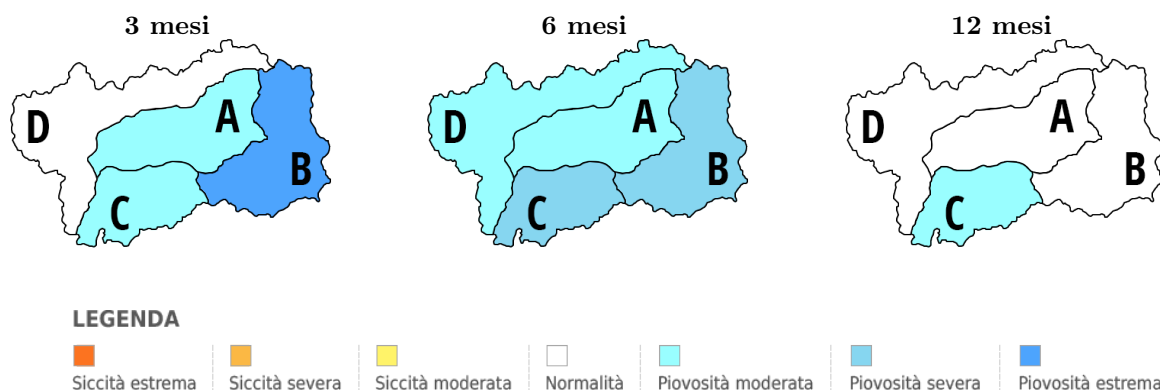 3 mesi 6 mesi 12 mesi
A A A
D D D
B B B
C C C
LEGENDA
Siccità estrema Siccità severa Siccità moderata Normalità Piovosità moderata Piovosità severa Piovosità estrema